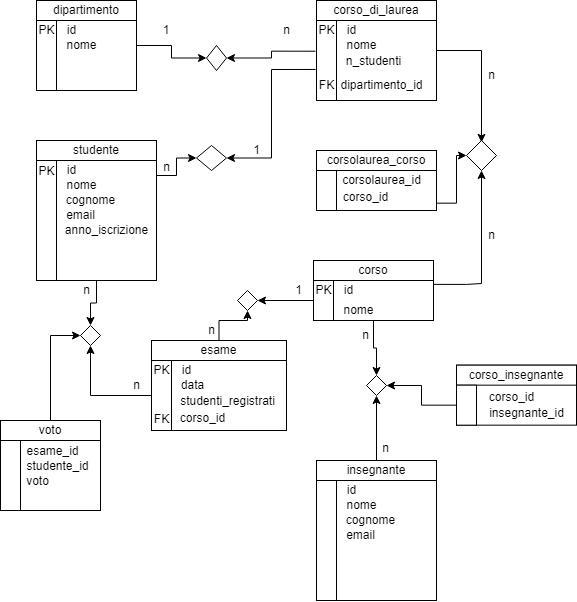 dipartimento
PK id
nome
1
n
corso_di_laurea
PK id
nome
n_studenti
FK dipartimento_id
n
studente
PK id
nome
cognome
email
anno_iscrizione
n
1
corsolaurea_corso
corsolaurea_id
corso_id
n
n
corso
PK id
nome
1
n
n
esame
PK id
data
studenti_registrati
FK corso_id
n
corso_insegnante
corso_id
insegnante_id
voto
esame_id
studente_id
voto
n
insegnante
id
nome
cognome
email